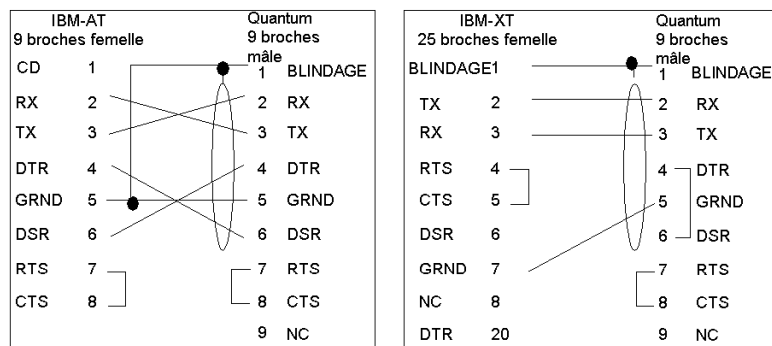 IBM-AT
9 broches femelle
Quantum
9 broches
mâle
CD 1
1 BLINDAGE
RX 2
2 RX
TX 3
3 TX
DTR 4
4 DTR
GRND 5
5 GRND
DSR 6
6 DSR
RTS 7
7 RTS
CTS 8
8 CTS
9 NC
IBM-XT
25 broches femelle
Quantum
9 broches
mâle
BLINDAGE1
1 BLINDAGE
TX 2
2 RX
RX 3
3 TX
RTS 4
4 DTR
CTS 5
5 GRND
DSR 6
6 DSR
GRND 7
7 RTS
NC 8
8 CTS
DTR 20
9 NC